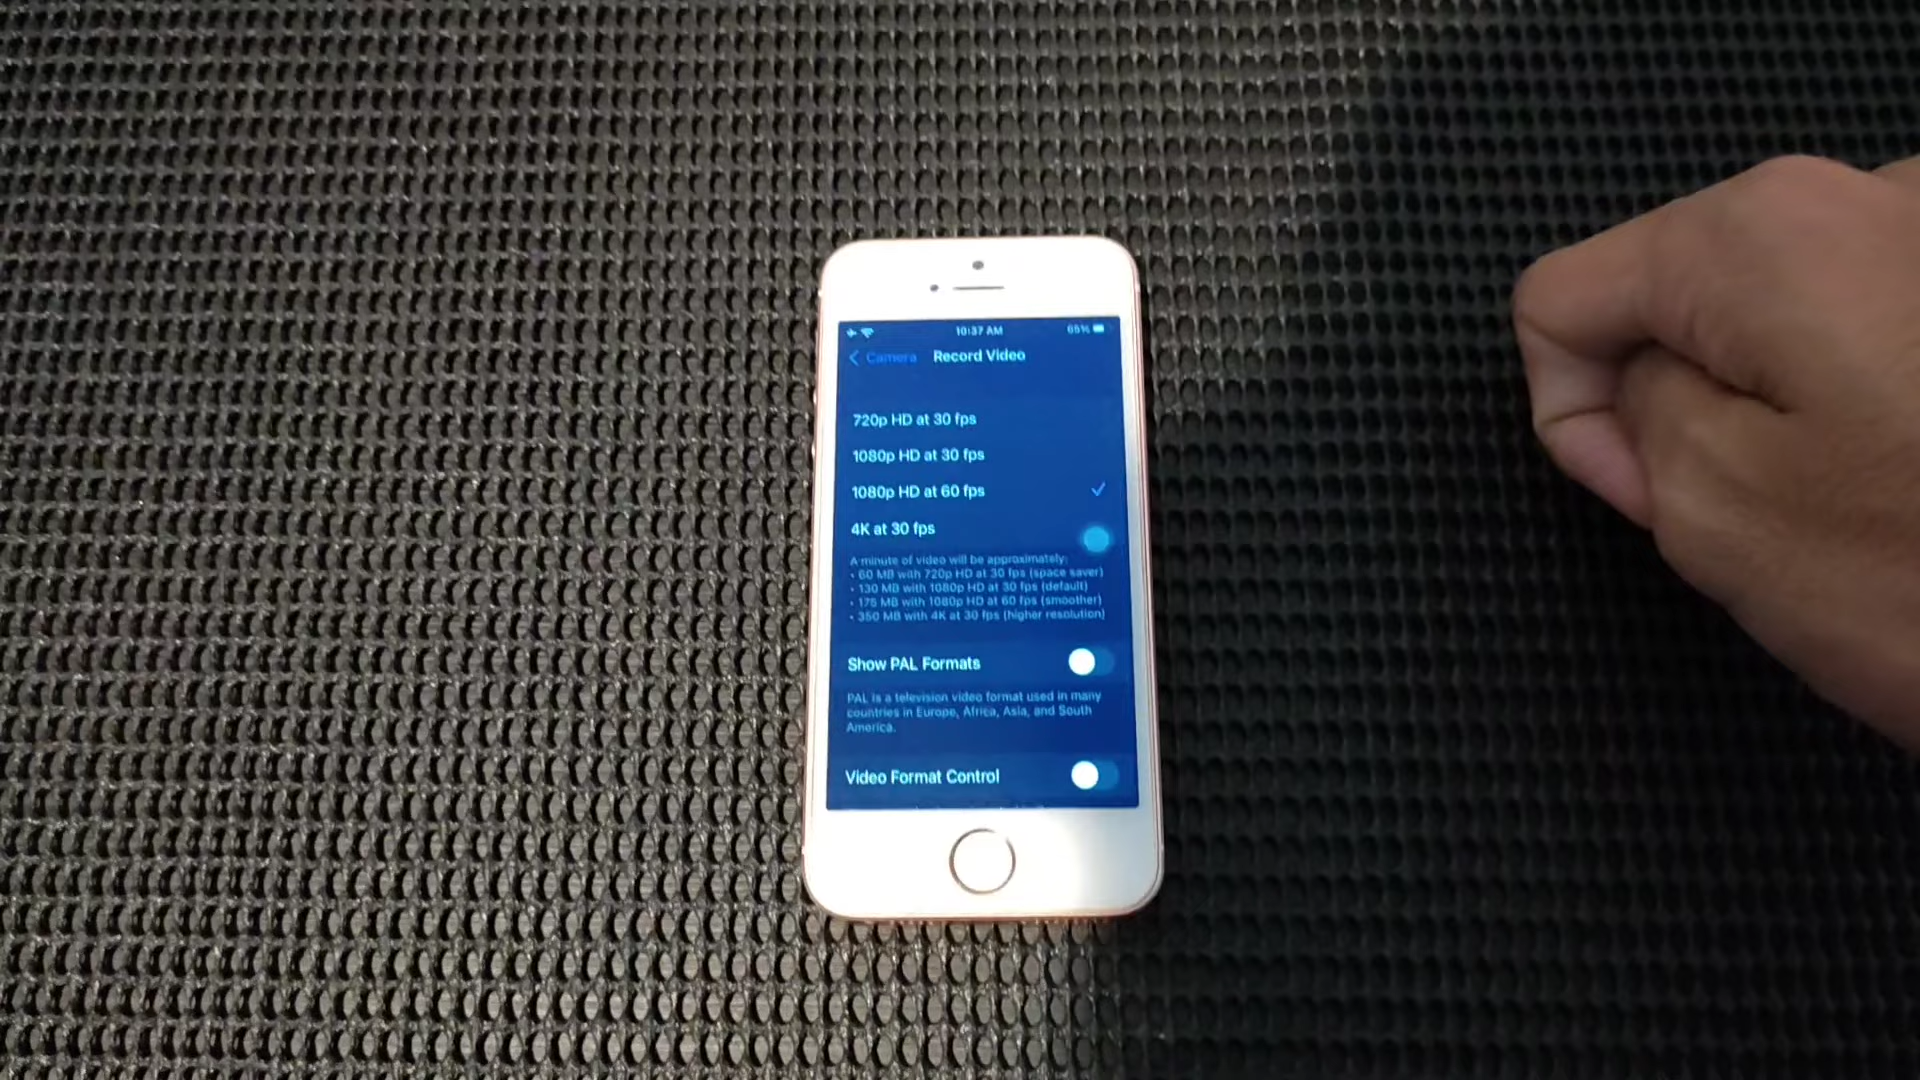 10:37 AM
65%
Camera
Record Video
720p HD at 30 fps
1080p HD at 30 fps
1080p HD at 60 fps
4K at 30 fps
A minute of video will be approximately:
• 60 MB with 720p HD at 30 fps (space saver)
• 130 MB with 1080p HD at 30 fps (default)
• 175 MB with 1080p HD at 60 fps (smoother)
• 350 MB with 4K at 30 fps (higher resolution)
Show PAL Formats
PAL is a television video format used in many
countries in Europe, Africa, Asia, and South
America.
Video Format Control